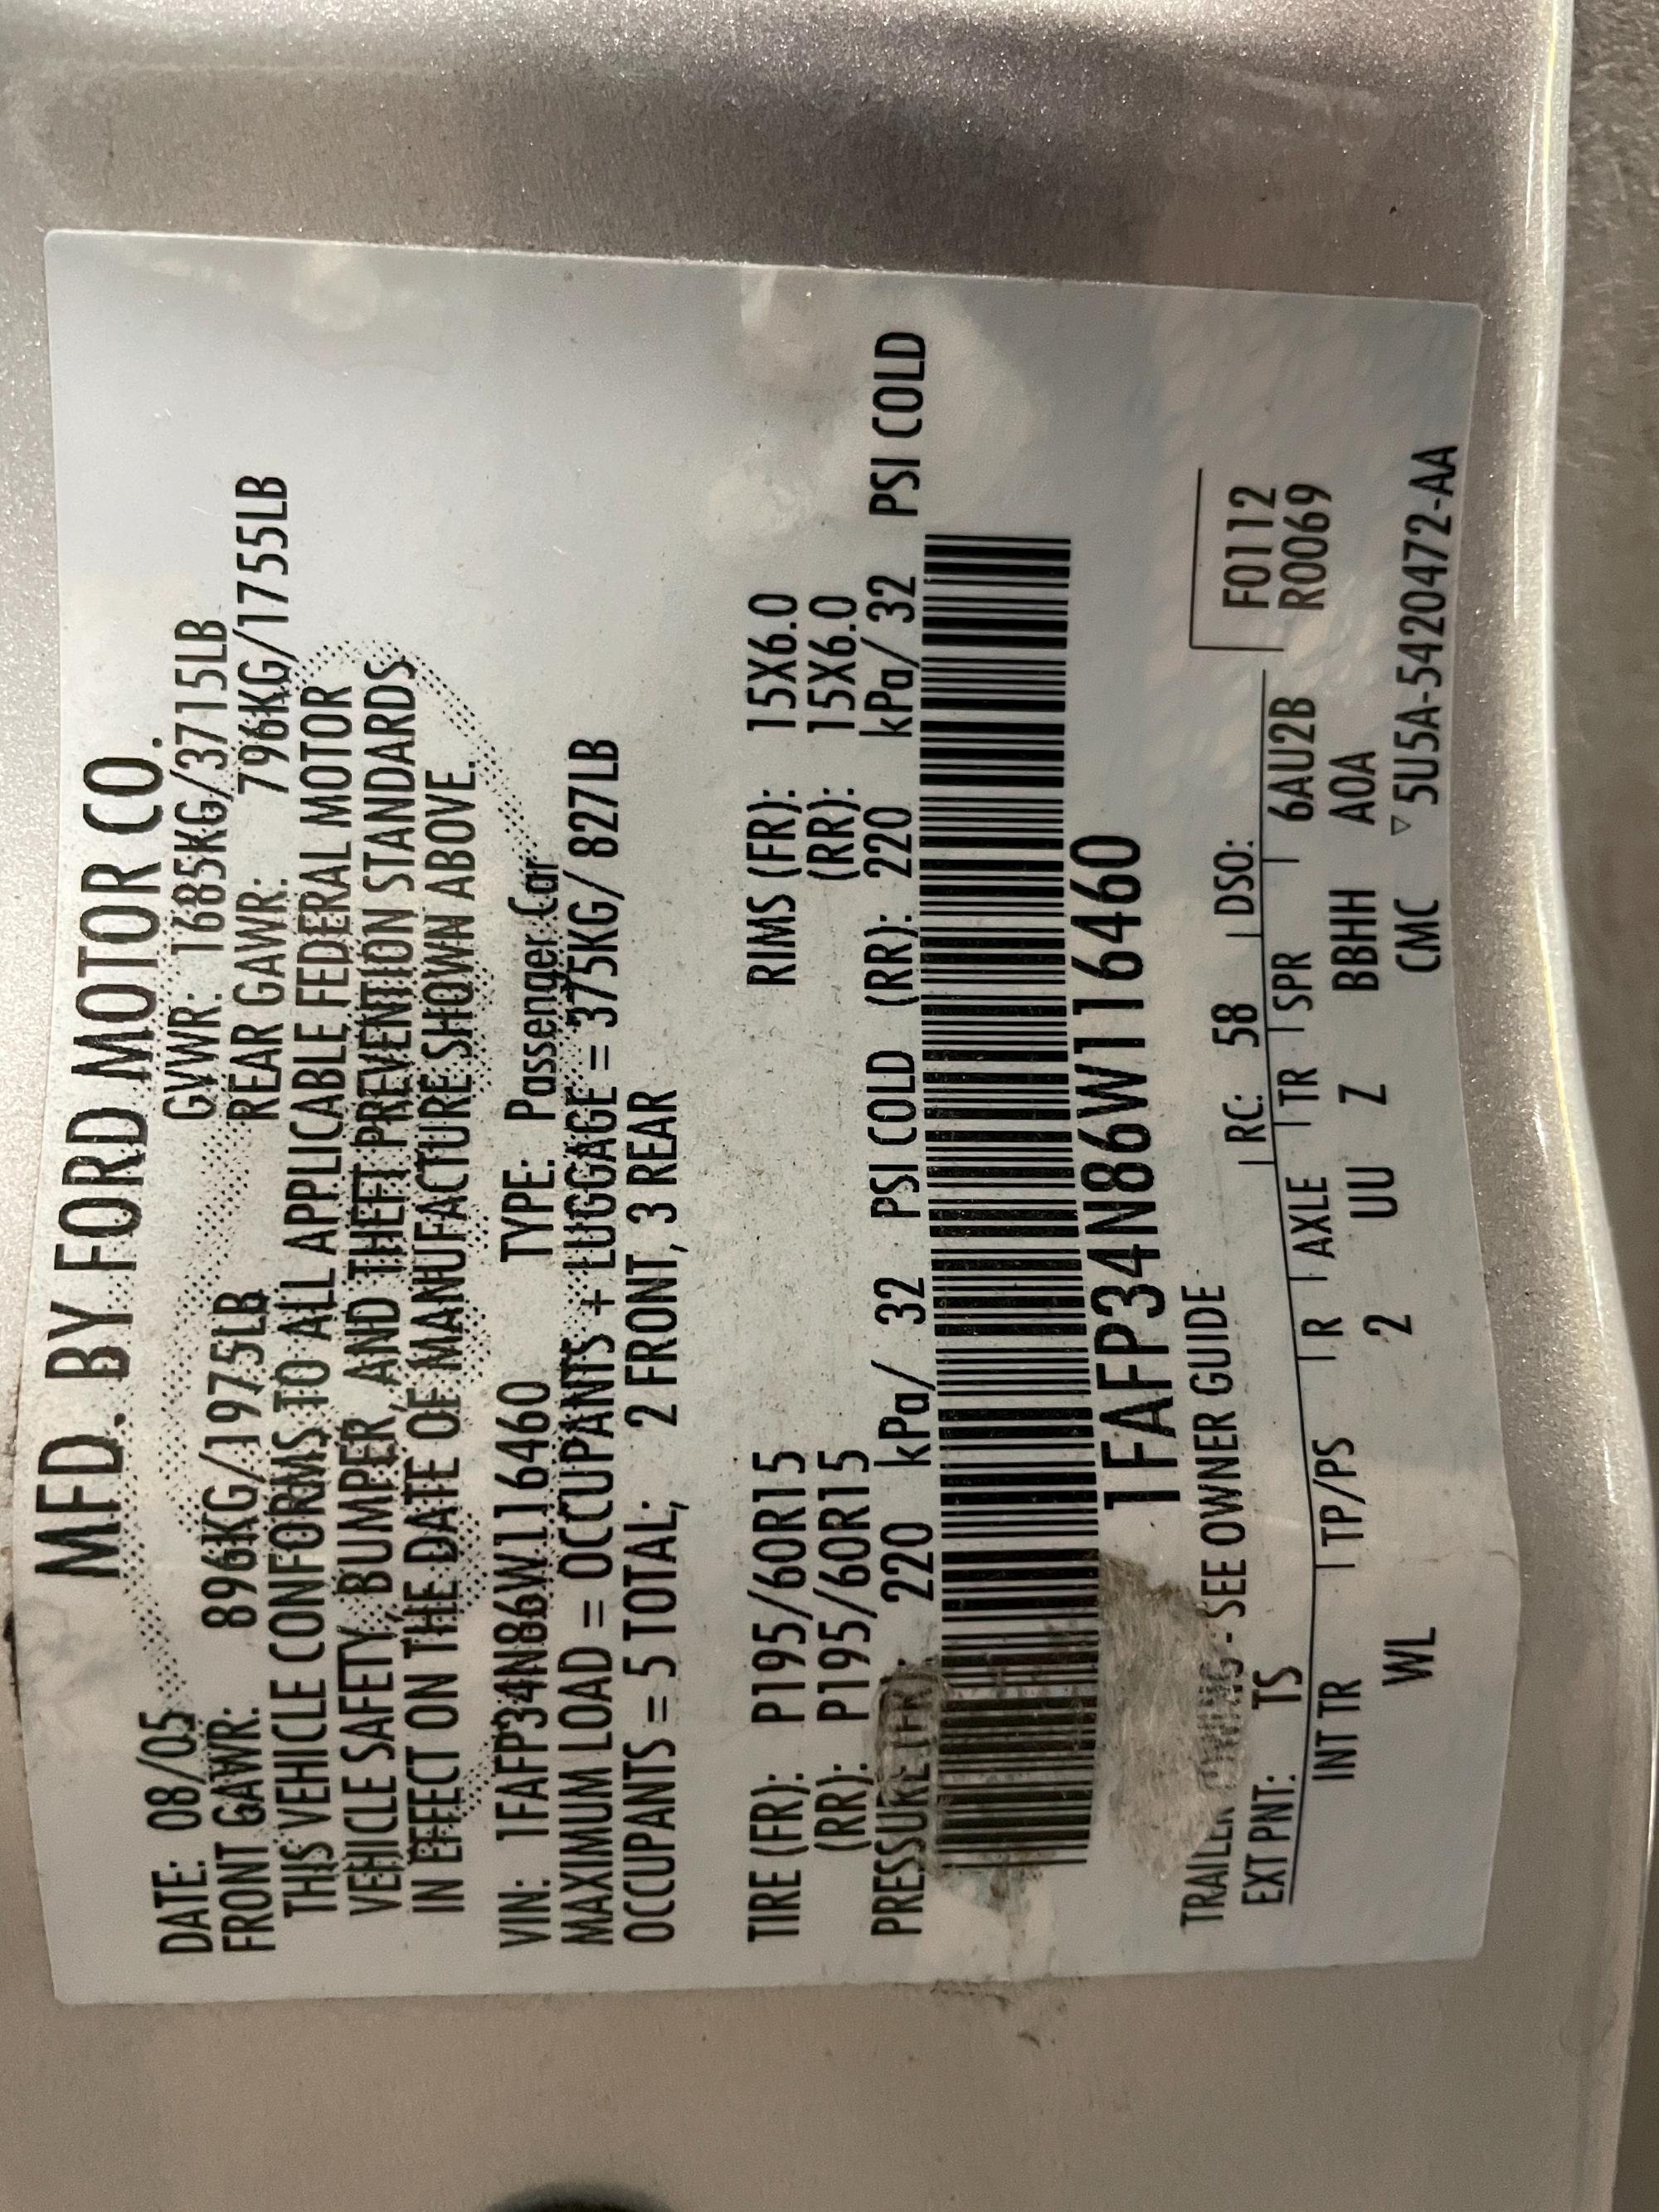 MFD. BY FORD MOTOR CO.
DATE: 08/05 GVWR: 1685KG/3715LB
FRONT GAWR: 896KG/1975LB REAR GAWR: 796KG/1755LB
THIS VEHICLE CONFORMS TO ALL APPLICABLE FEDERAL MOTOR
VEHICLE SAFETY, BUMPER, AND THEFT PREVENTION STANDARDS
IN EFFECT ON THE DATE OF MANUFACTURE SHOWN ABOVE.
VIN: 1FAFP34N86W116460 TYPE: Passenger Car
MAXIMUM LOAD = OCCUPANTS + LUGGAGE = 375KG/ 827LB
OCCUPANTS = 5 TOTAL; 2 FRONT, 3 REAR
TIRE (FR): P195/60R15 RIMS (FR): 15X6.0
(RR): P195/60R15 (RR): 15X6.0
PRESSURE (FR): 220 kPa/ 32 PSI COLD (RR): 220 kPa/ 32 PSI COLD
1FAFP34N86W116460
TRAILER TOWING - SEE OWNER GUIDE
F0112
R0069
EXT PNT: TS RC: 58 DSO:
INT TR TP/PS R AXLE TR SPR 6AU2B
WL 2 UU Z BBHH AOA
CMC ▽ 5U5A-5420472-AA